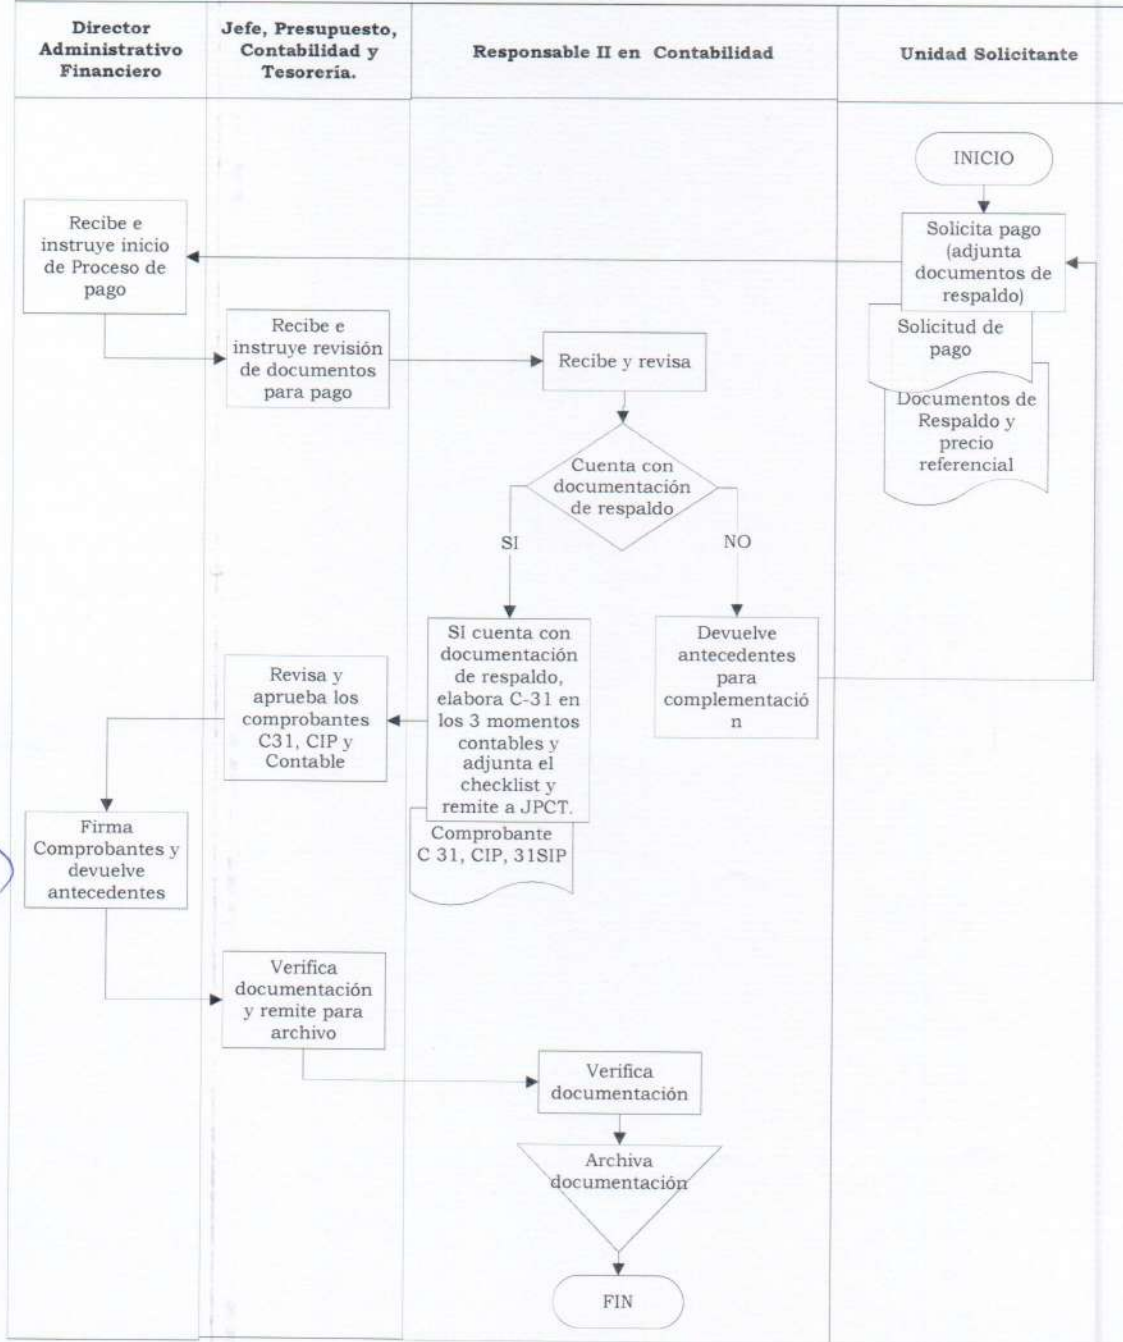 Director
Administrativo
Financiero
Jefe, Presupuesto,
Contabilidad y
Tesorería.
Responsable II en Contabilidad
Unidad Solicitante
INICIO
Solicita pago
(adjunta
documentos de
respaldo)
Solicitud de
pago
Documentos de
Respaldo y
precio
referencial
Recibe e
instruye inicio
de Proceso de
pago
Recibe e
instruye revisión
de documentos
para pago
Recibe y revisa
Cuenta con
documentación
de respaldo
SI
NO
SI cuenta con
documentación
de respaldo,
elabora C-31 en
los 3 momentos
contables y
adjunta el
checklist y
remite a JPCT.
Comprobante
C 31, CIP, 31SIP
Devuelve
antecedentes
para
complementació
n
Revisa y
aprueba los
comprobantes
C31, CIP y
Contable
Firma
Comprobantes y
devuelve
antecedentes
Verifica
documentación
y remite para
archivo
Verifica
documentación
Archiva
documentación
FIN